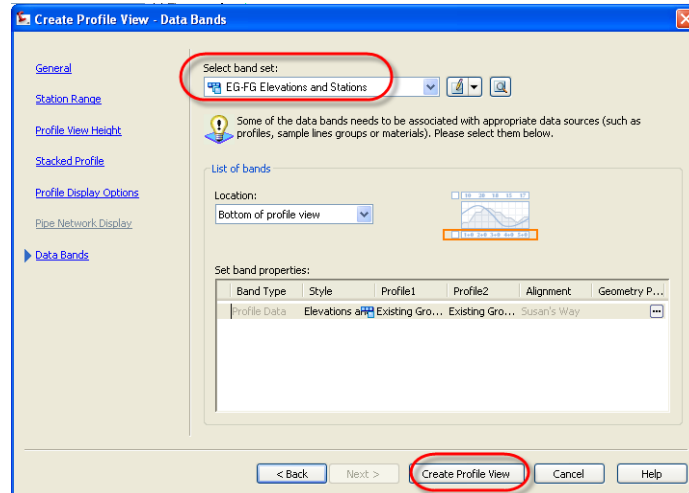 Create Profile View - Data Bands
General
Station Range
Profile View Height
Stacked Profile
Profile Display Options
Pipe Network Display
Data Bands
Select band set:
EG-FG Elevations and Stations
Some of the data bands needs to be associated with appropriate data sources (such as
profiles, sample lines groups or materials). Please select them below.
List of bands
Location:
Bottom of profile view
Set band properties:
Band Type Style Profile1 Profile2 Alignment Geometry P...
Profile Data Elevations a Existing Gro... Existing Gro... Susan's Way ...
< Back Next > Create Profile View Cancel Help